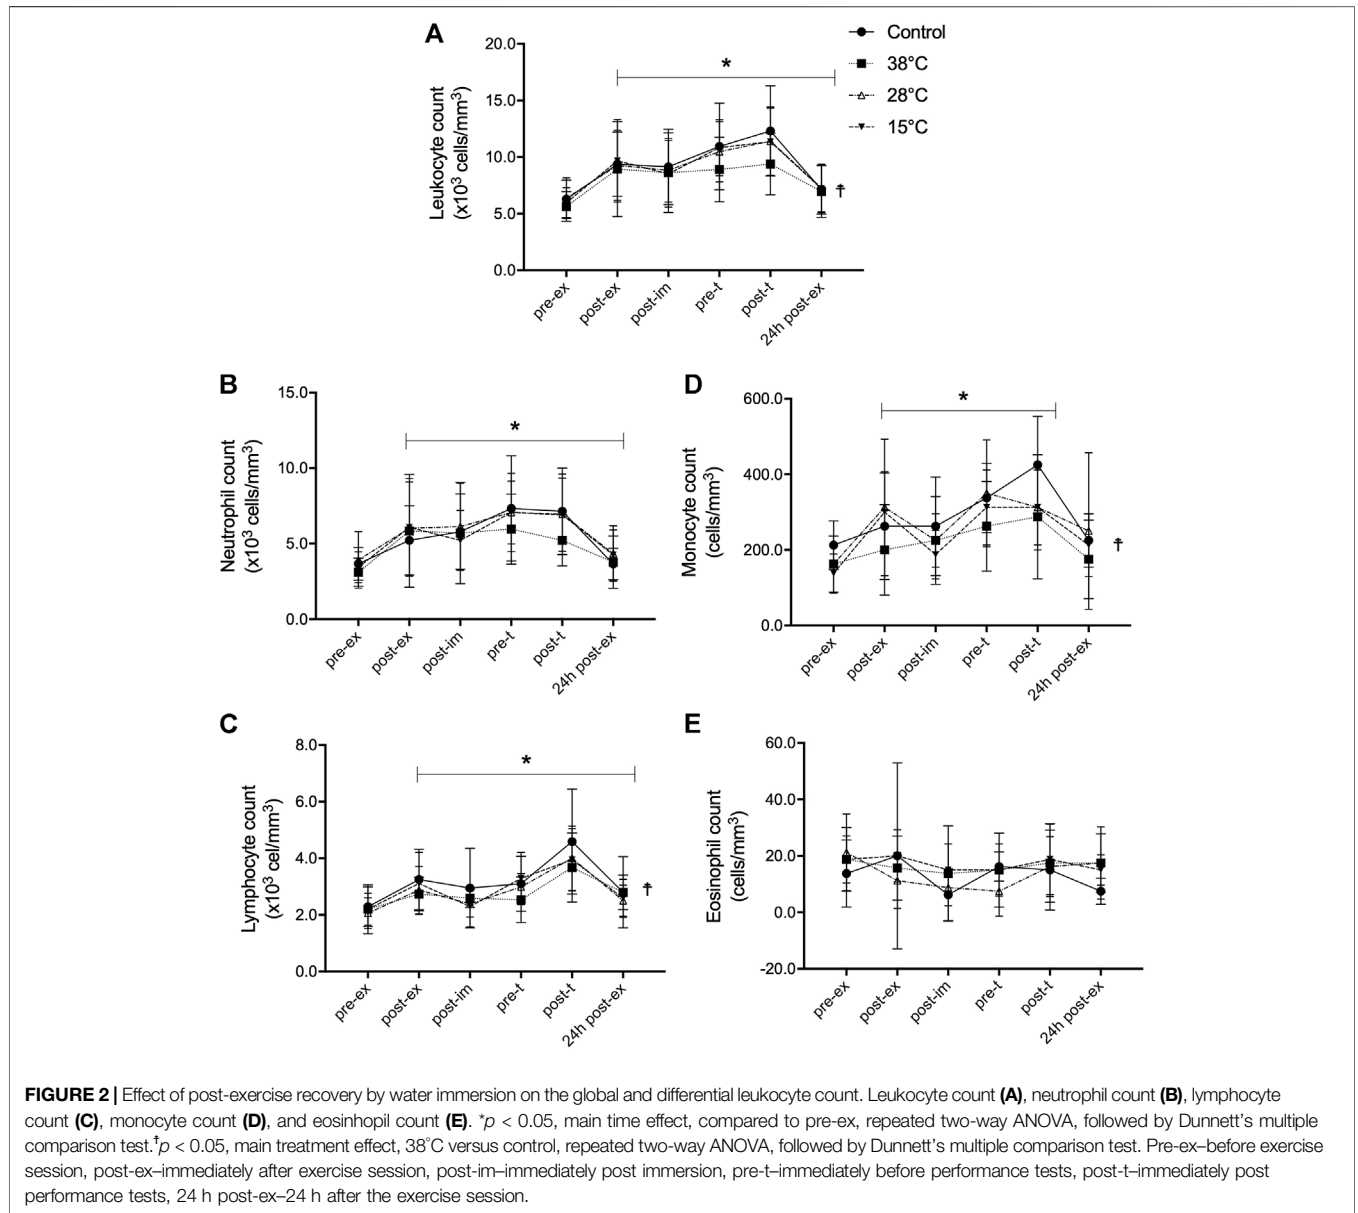 A
20.0
15.0
10.0
5.0
0.0
Leukocyte count
(x10³ cells/mm³)
*
†
pre-ex
post-ex
post-im
pre-t
post-t
24h post-ex
Control
38°C
28°C
15°C
B
15.0
10.0
5.0
0.0
Neutrophil count
(x10³ cells/mm³)
*
pre-ex
post-ex
post-im
pre-t
post-t
24h post-ex
D
600.0
400.0
200.0
0.0
Monocyte count
(cells/mm³)
*
†
pre-ex
post-ex
post-im
pre-t
post-t
24h post-ex
C
8.0
6.0
4.0
2.0
0.0
Lymphocyte count
(x10³ cel/mm³)
*
†
pre-ex
post-ex
post-im
pre-t
post-t
24h post-ex
E
60.0
40.0
20.0
0.0
-20.0
Eosinophil count
(cells/mm³)
pre-ex
post-ex
post-im
pre-t
post-t
24h post-ex
FIGURE 2 | Effect of post-exercise recovery by water immersion on the global and differential leukocyte count. Leukocyte count (A), neutrophil count (B), lymphocyte
count (C), monocyte count (D), and eosinhopil count (E). *p < 0.05, main time effect, compared to pre-ex, repeated two-way ANOVA, followed by Dunnett's multiple
comparison test.†p < 0.05, main treatment effect, 38°C versus control, repeated two-way ANOVA, followed by Dunnett's multiple comparison test. Pre-ex–before exercise
session, post-ex–immediately after exercise session, post-im–immediately post immersion, pre-t–immediately before performance tests, post-t–immediately post
performance tests, 24 h post-ex–24 h after the exercise session.